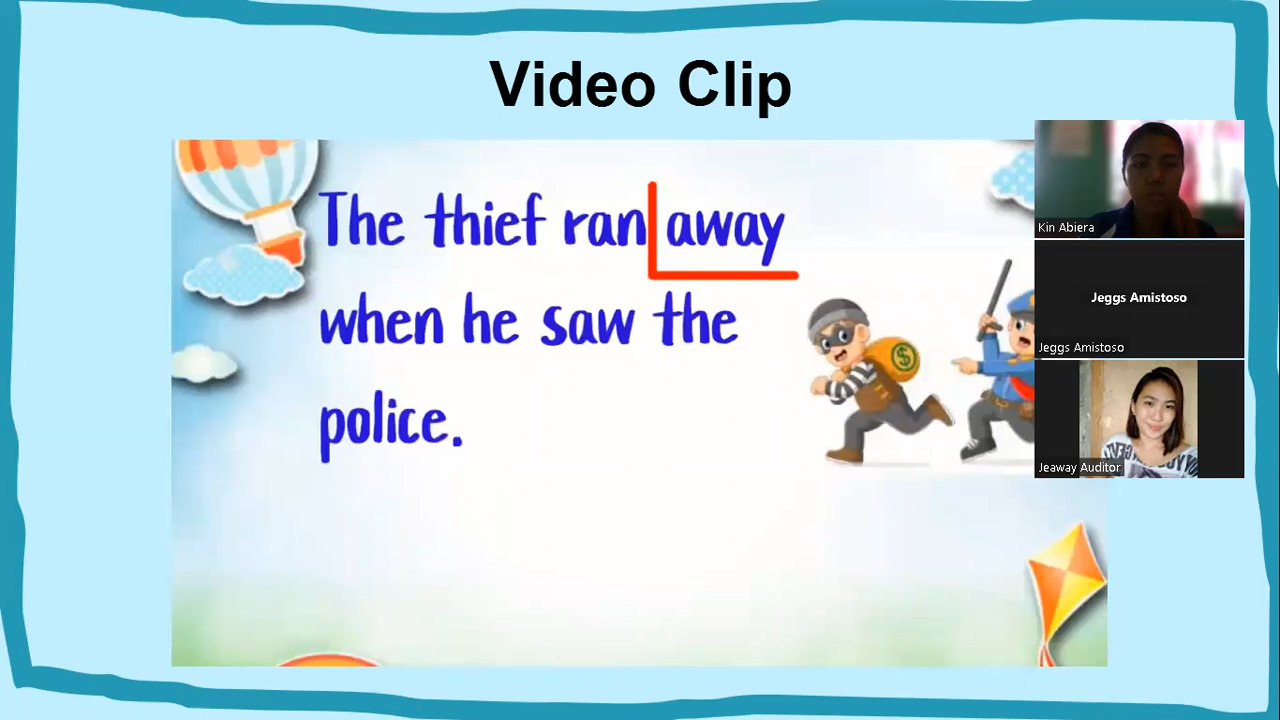 Video Clip
The thief ran away
when he saw the
police.
$
Kin Abiera
Jeggs Amistoso
Jeggs Amistoso
Jeaway Auditor